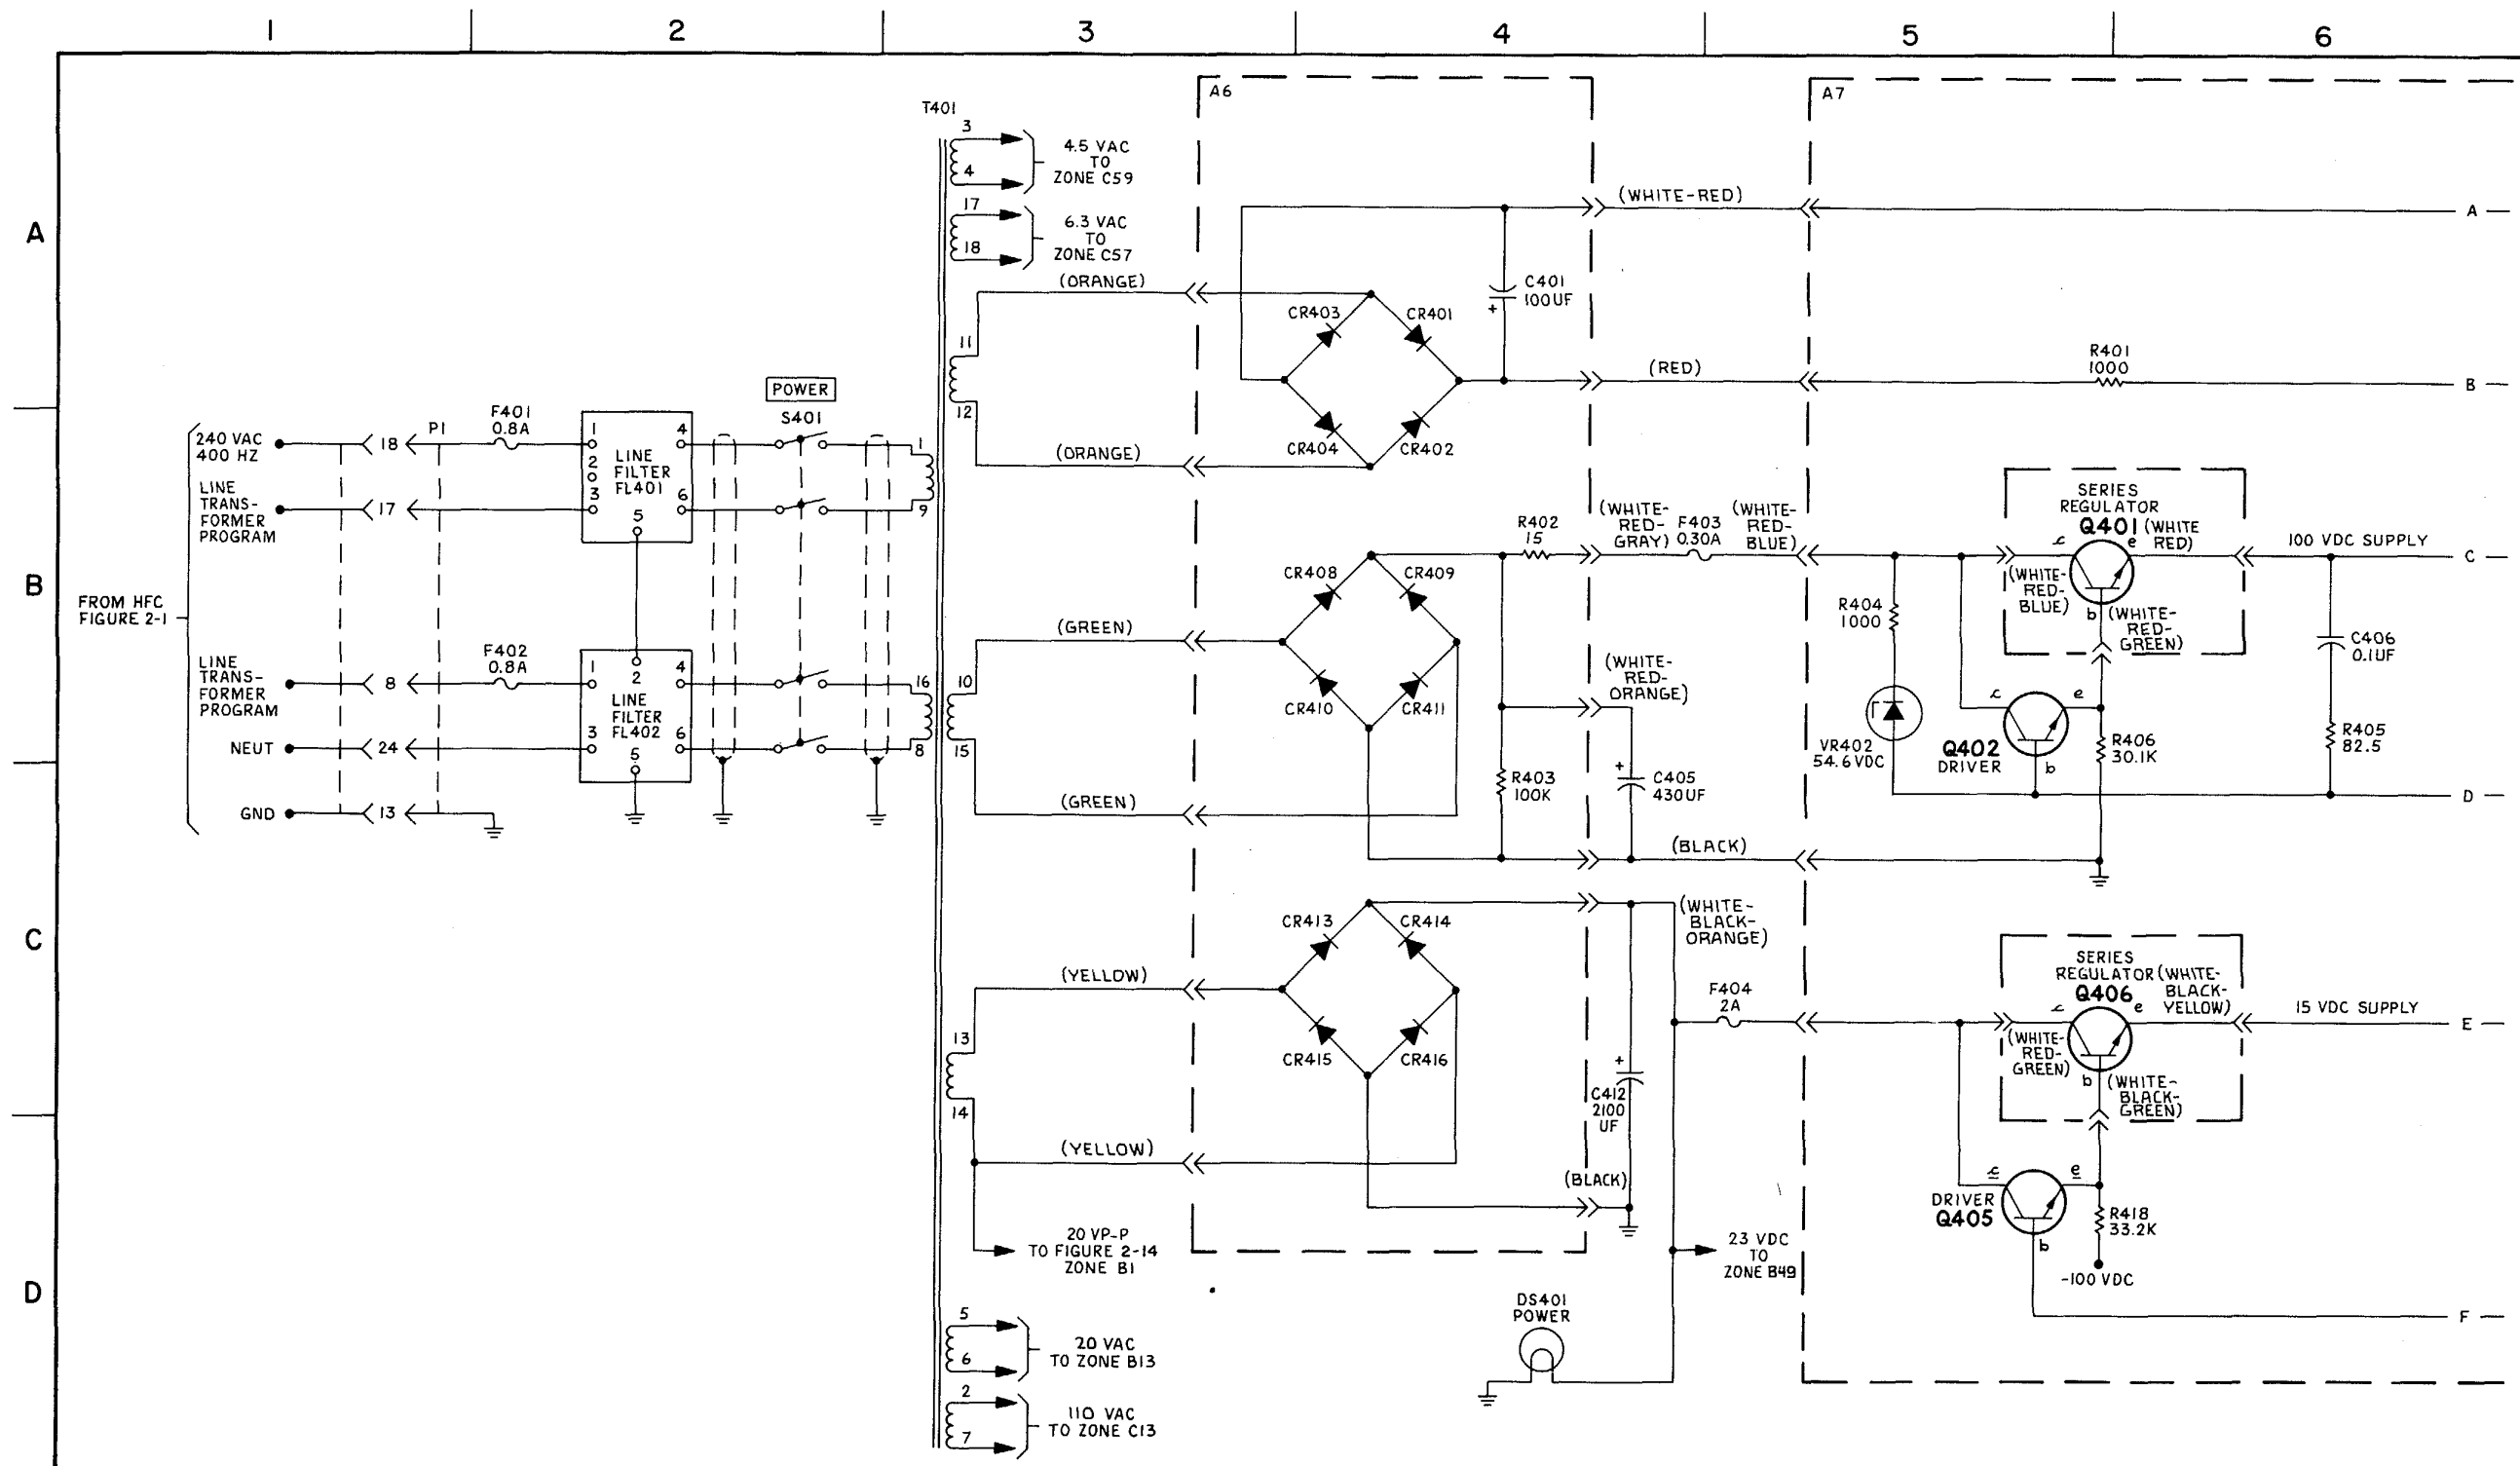 1 2 3 4 5 6
A
B
C
D
T401
3
4
4.5 VAC
TO
ZONE C59
17
18
6.3 VAC
TO
ZONE C57
(ORANGE)
11
12
(ORANGE)
A6
CR403
CR401
CR404
CR402
C401
100UF
+
(WHITE-RED)
(RED)
A7
R401
1000
A
B
FROM HFC
FIGURE 2-1
240 VAC
400 HZ
LINE
TRANS-
FORMER
PROGRAM
LINE
TRANS-
FORMER
PROGRAM
NEUT
GND
18
17
8
24
13
P1
F401
0.8A
F402
0.8A
1
2
3
4
6
5
LINE
FILTER
FL401
1
2
3
4
6
5
LINE
FILTER
FL402
POWER
S401
1
9
16
8
10
15
(GREEN)
(GREEN)
CR408
CR409
CR410
CR411
R402
15
(WHITE-
RED-
GRAY)
F403
0.30A
(WHITE-
RED-
BLUE)
(WHITE-
RED-
ORANGE)
R403
100K
+
C405
430UF
(BLACK)
R404
1000
VR402
54.6VDC
SERIES
REGULATOR
Q401
(WHITE
RED)
c
e
b
(WHITE-
RED-
BLUE)
(WHITE-
RED-
GREEN)
c
e
b
Q402
DRIVER
R406
30.1K
100 VDC SUPPLY
C406
0.1UF
R405
82.5
C
D
13
14
(YELLOW)
(YELLOW)
CR413
CR414
CR415
CR416
(WHITE-
BLACK-
ORANGE)
+
C412
2100
UF
(BLACK)
F404
2A
SERIES
REGULATOR
Q406
(WHITE-
BLACK-
YELLOW)
c
e
b
(WHITE-
RED-
GREEN)
(WHITE-
BLACK-
GREEN)
15 VDC SUPPLY
E
c
e
b
DRIVER
Q405
R418
33.2K
-100 VDC
F
20 VP-P
TO FIGURE 2-14
ZONE B1
23 VDC
TO
ZONE B49
DS401
POWER
5
6
20 VAC
TO ZONE B13
2
7
110 VAC
TO ZONE C13